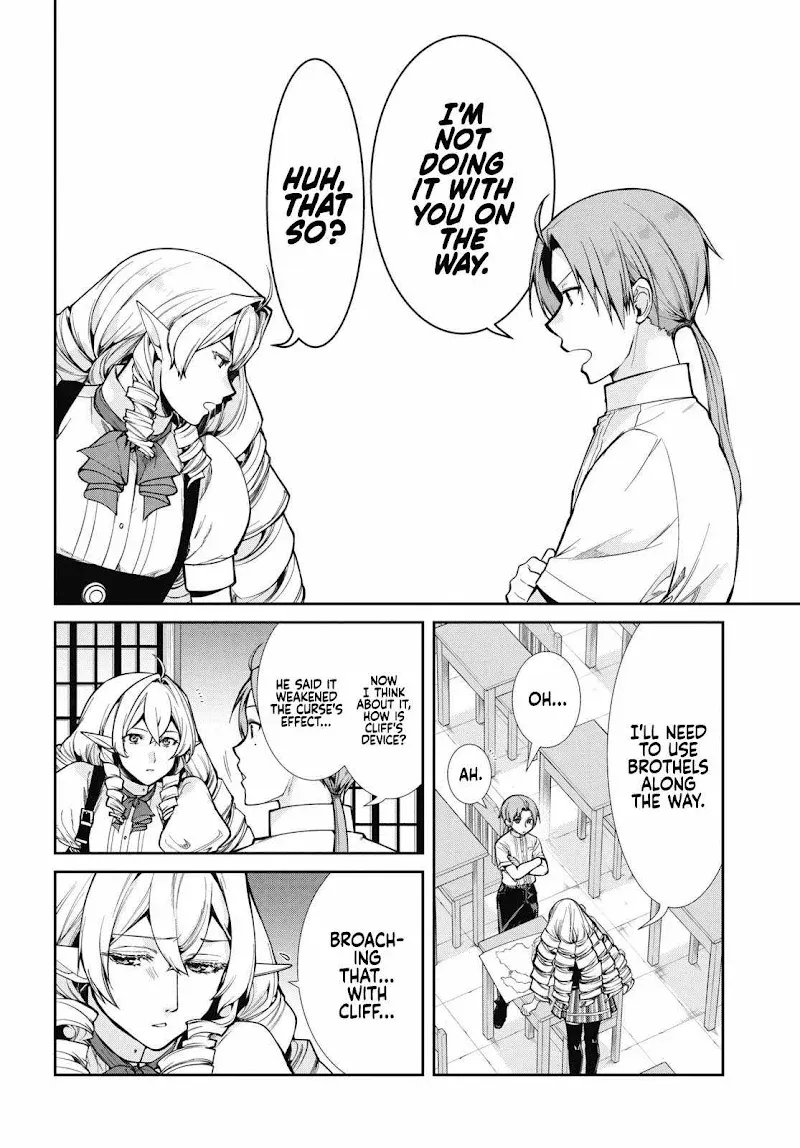 I'M
NOT
DOING
IT WITH
YOU ON
THE
WAY.
HUH,
THAT
SO?
I'LL NEED
TO USE
BROTHELS
ALONG
THE WAY.
OH...
AH.
NOW
I THINK
ABOUT IT,
HOW IS
CLIFF'S
DEVICE?
HE SAID IT
WEAKENED
THE CURSE'S
EFFECT...
BROACH-
ING
THAT...
WITH
CLIFF...